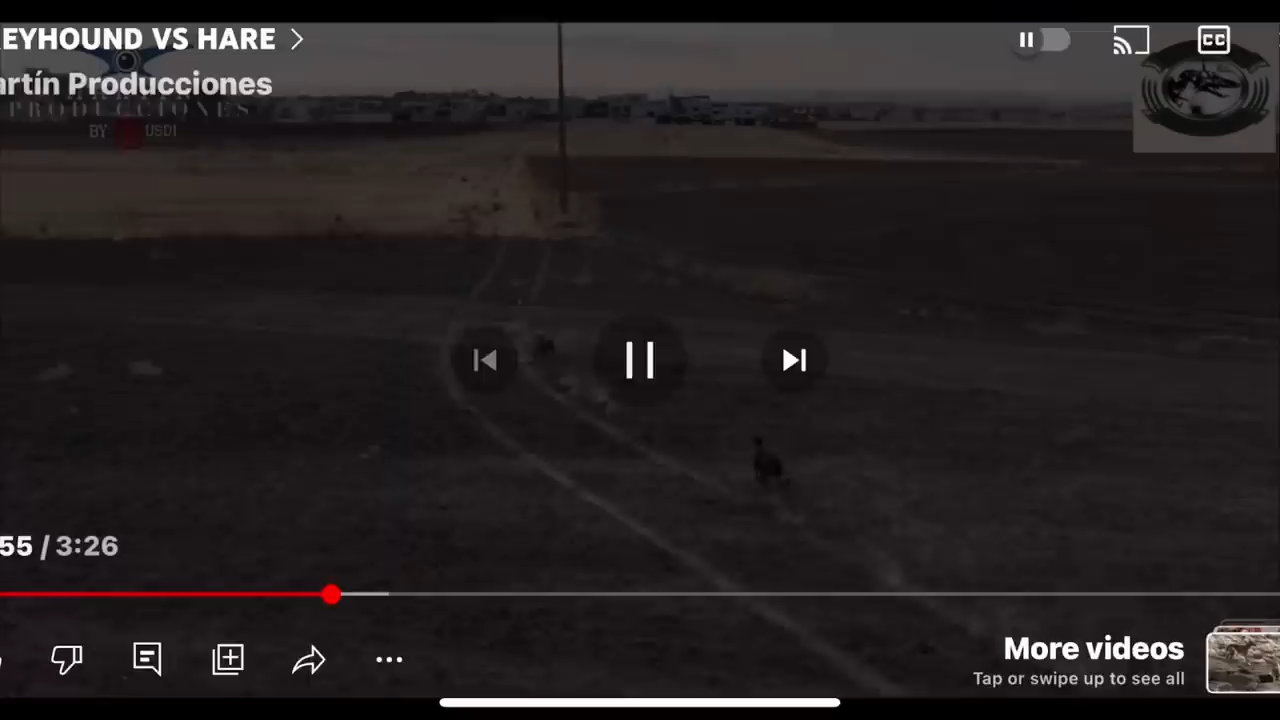 EYHOUND VS HARE
artín Producciones
PRODUCCIONES
BY USDI
CC
55 / 3:26
More videos
Tap or swipe up to see all